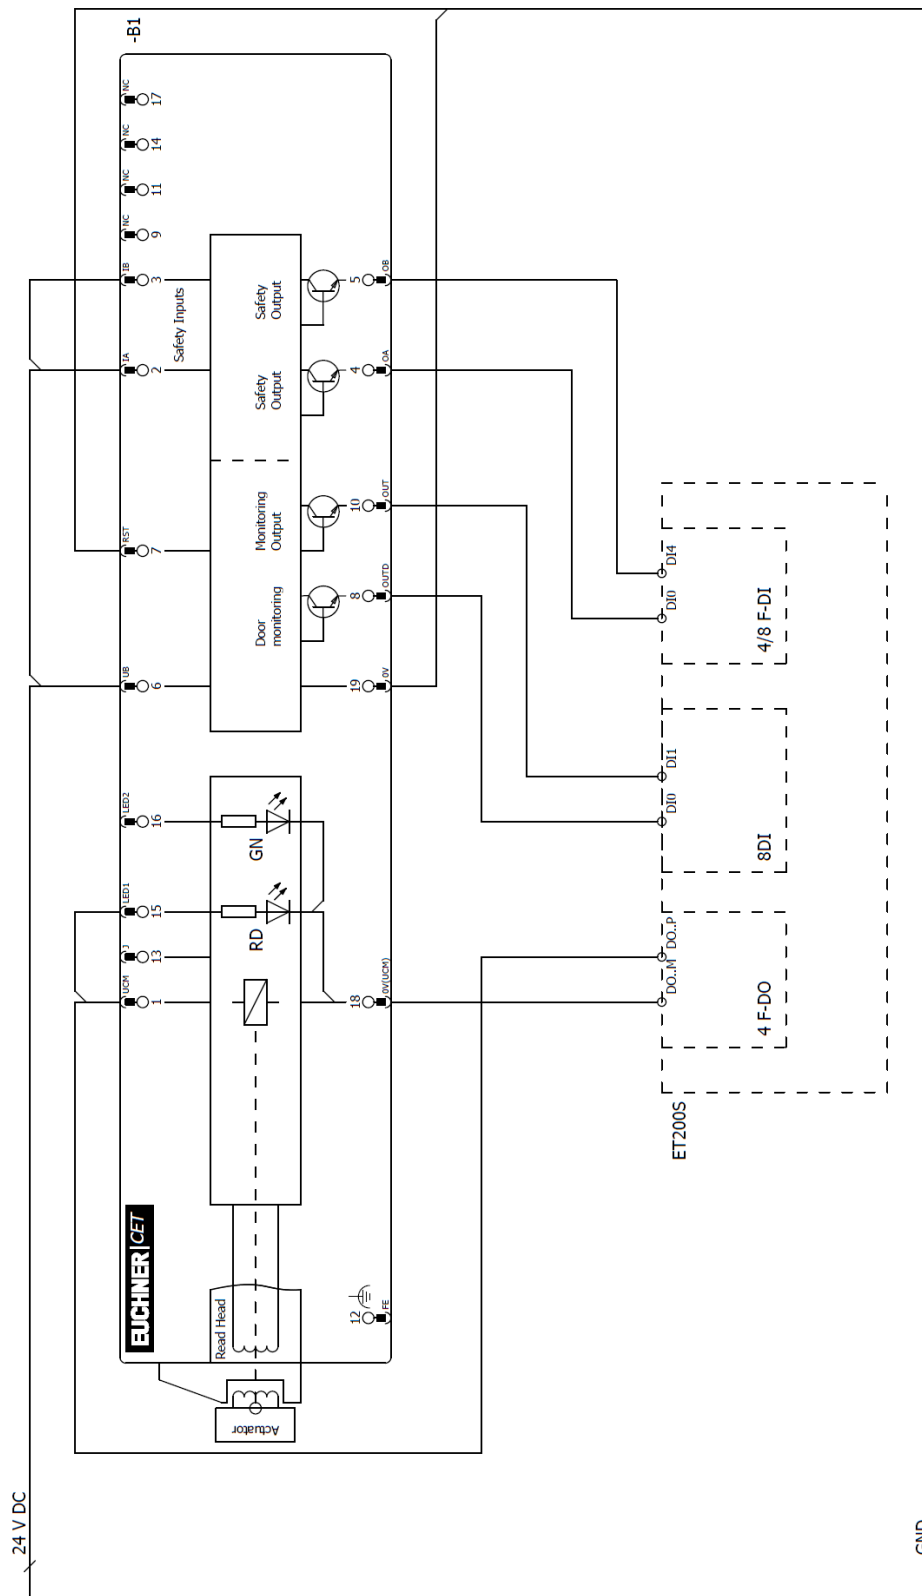 24 V DC
GND
-B1
EUCHNER|CET
Actuator
Read Head
UCM
1
J
13
LED1
15
LED2
16
UB
6
RST
7
IA
2
IB
3
NC
9
NC
11
NC
14
NC
17
Safety Inputs
RD
GN
Door
monitoring
Monitoring
Output
Safety
Output
Safety
Output
12
FE
18
0V(UCM)
19
0V
8
OUTD
10
OUT
4
OA
5
OB
ET200S
DO..M
DO..P
4 F-DO
DI0
DI1
8DI
DI0
DI4
4/8 F-DI